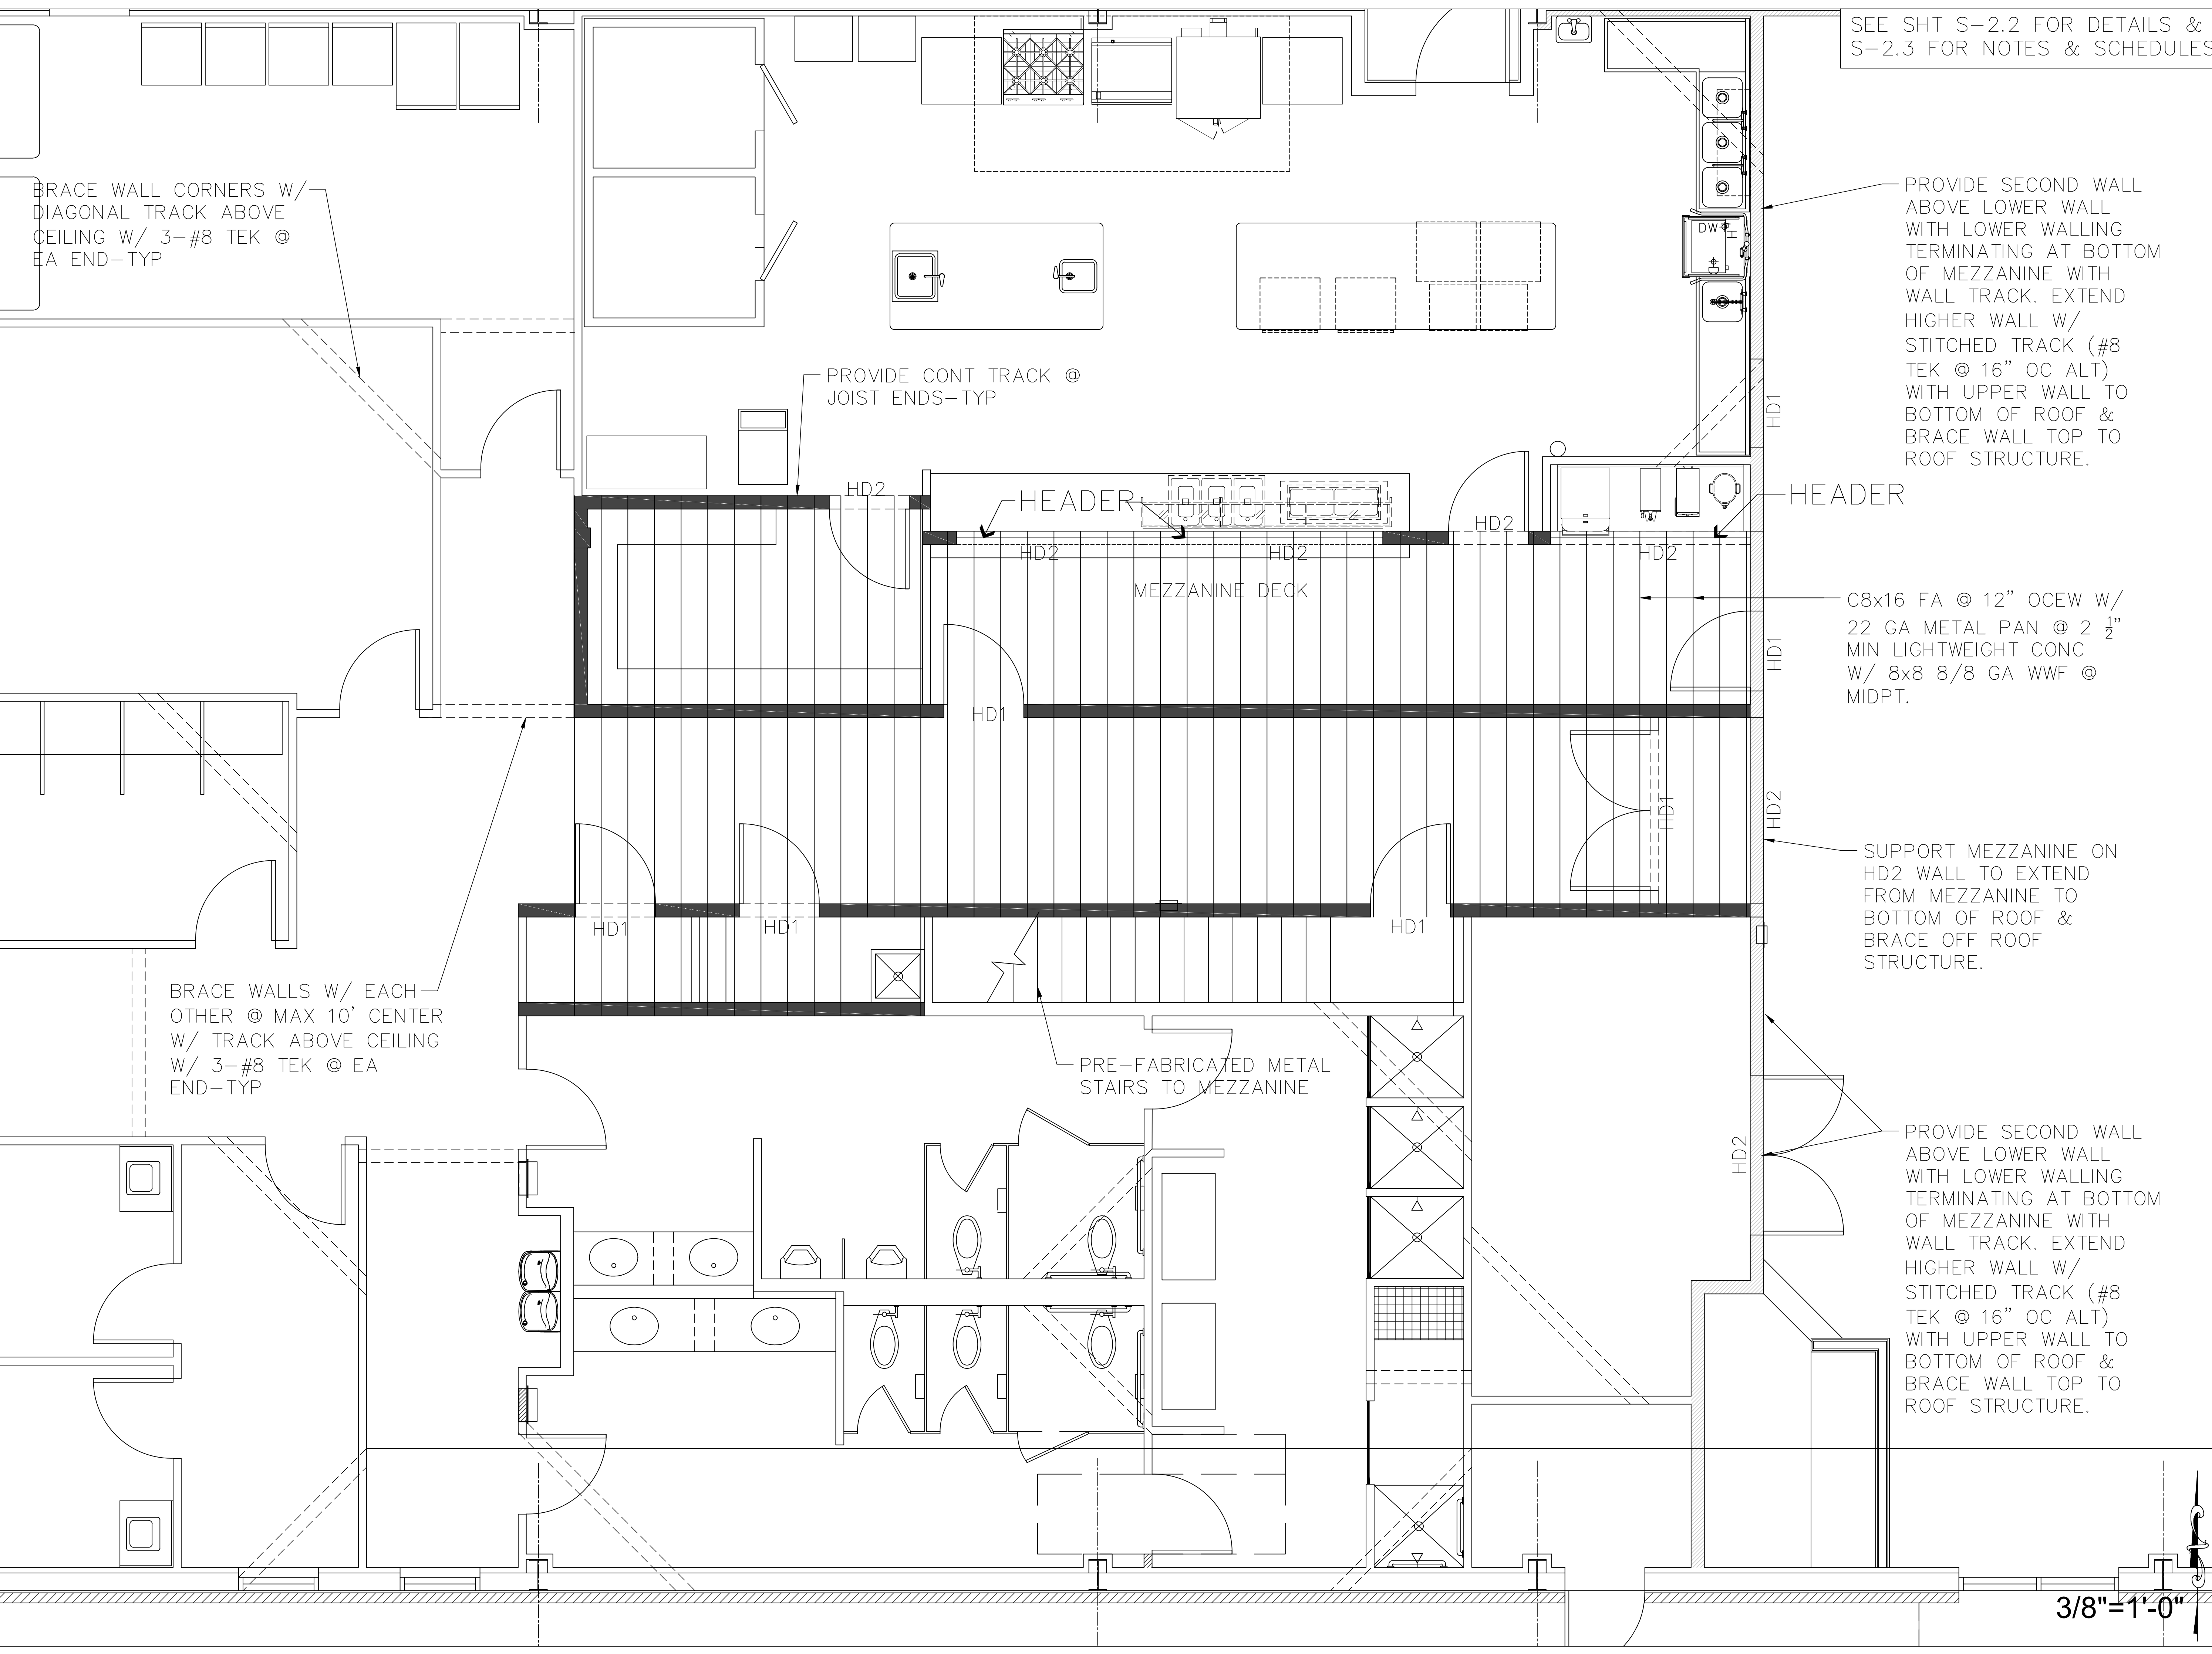 SEE SHT S-2.2 FOR DETAILS &
S-2.3 FOR NOTES & SCHEDULES
BRACE WALL CORNERS W/
DIAGONAL TRACK ABOVE
CEILING W/ 3-#8 TEK @
EA END-TYP
PROVIDE SECOND WALL
ABOVE LOWER WALL
WITH LOWER WALLING
TERMINATING AT BOTTOM
OF MEZZANINE WITH
WALL TRACK. EXTEND
HIGHER WALL W/
STITCHED TRACK (#8
TEK @ 16" OC ALT)
WITH UPPER WALL TO
BOTTOM OF ROOF &
BRACE WALL TOP TO
ROOF STRUCTURE.
DW
H
PROVIDE CONT TRACK @
JOIST ENDS-TYP
HD1
HD2
HEADER
HEADER
HD2
HD2
HD2
HD2
MEZZANINE DECK
C8x16 FA @ 12" OCEW W/
22 GA METAL PAN @ 2 1/2"
MIN LIGHTWEIGHT CONC
W/ 8x8 8/8 GA WWF @
MIDPT.
HD1
HD1
HD1
HD2
SUPPORT MEZZANINE ON
HD2 WALL TO EXTEND
FROM MEZZANINE TO
BOTTOM OF ROOF &
BRACE OFF ROOF
STRUCTURE.
HD1
HD1
HD1
BRACE WALLS W/ EACH
OTHER @ MAX 10' CENTER
W/ TRACK ABOVE CEILING
W/ 3-#8 TEK @ EA
END-TYP
PRE-FABRICATED METAL
STAIRS TO MEZZANINE
HD2
PROVIDE SECOND WALL
ABOVE LOWER WALL
WITH LOWER WALLING
TERMINATING AT BOTTOM
OF MEZZANINE WITH
WALL TRACK. EXTEND
HIGHER WALL W/
STITCHED TRACK (#8
TEK @ 16" OC ALT)
WITH UPPER WALL TO
BOTTOM OF ROOF &
BRACE WALL TOP TO
ROOF STRUCTURE.
3/8"=1'-0"